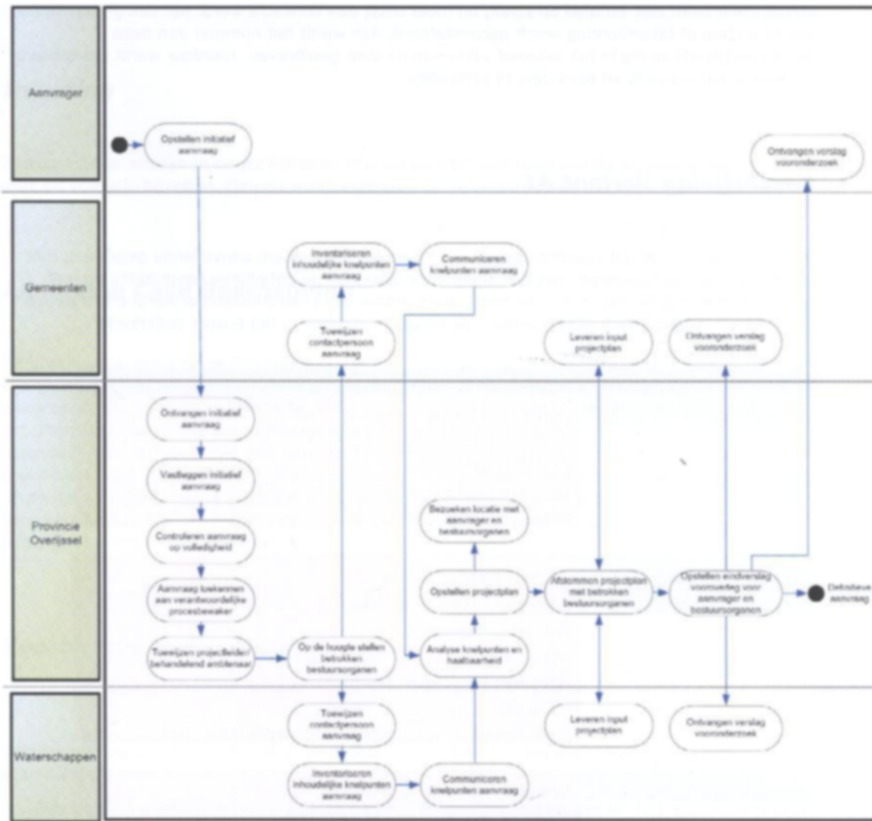 Aanvrager
Opstellen initiatief
aanvraag
Ontvangen verslag
vooronderzoek
Gemeenten
Inventariseren
inhoudelijke knelpunten
aanvraag
Communiceren
knelpunten aanvraag
Toewijzen
contactpersoon
aanvraag
Leveren input
projectplan
Ontvangen verslag
vooronderzoek
Provincie
Overijssel
Ontvangen initiatief
aanvraag
Vastleggen initiatief
aanvraag
Controleren aanvraag
op volledigheid
Aanvraag toekennen
aan verantwoordelijke
procesbewaker
Toewijzen projectleider/
behandelend ambtenaar
Op de hoogte stellen
betrokken
bestuursorganen
Bezoeken locatie met
aanvrager en
bestuursorganen
Opstellen projectplan
Analyse knelpunten en
haalbaarheid
Afstemmen projectplan
met betrokken
bestuursorganen
Opstellen eindverslag
vooroverleg voor
aanvrager en
bestuursorganen
Definitieve
aanvraag
Waterschappen
Toewijzen
contactpersoon
aanvraag
Inventariseren
inhoudelijke knelpunten
aanvraag
Communiceren
knelpunten aanvraag
Leveren input
projectplan
Ontvangen verslag
vooronderzoek